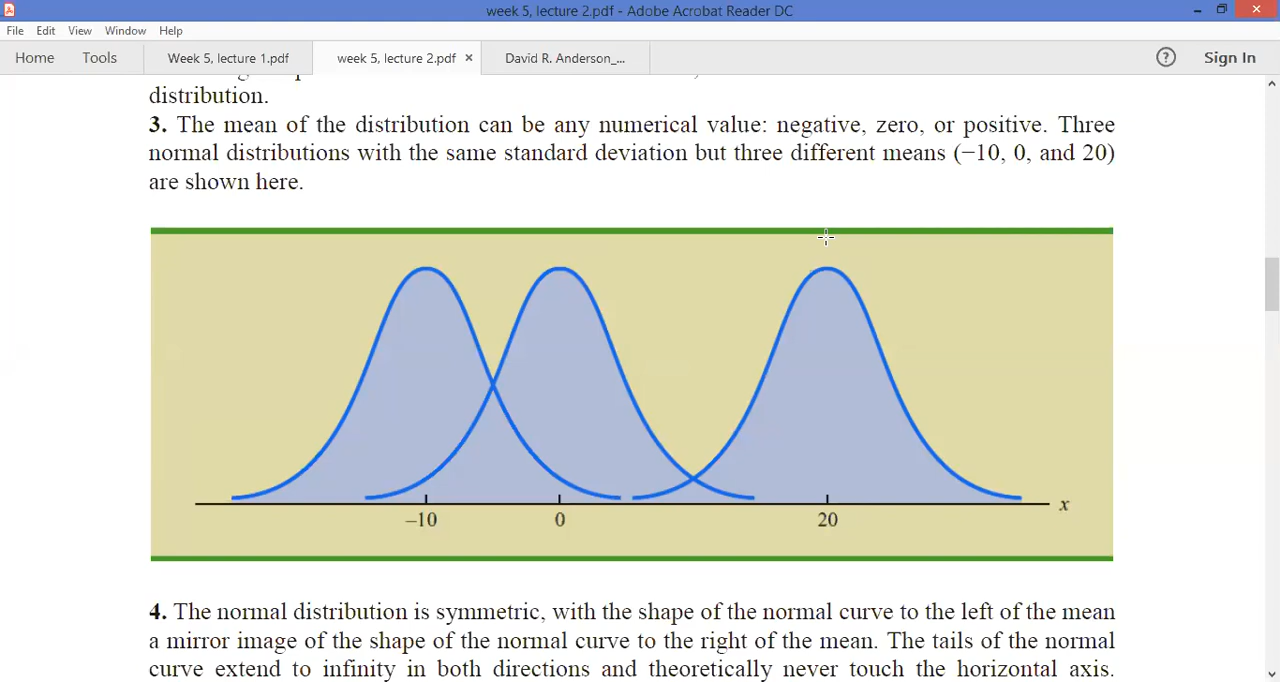 week 5, lecture 2.pdf - Adobe Acrobat Reader DC
File Edit View Window Help
Home Tools Week 5, lecture 1.pdf week 5, lecture 2.pdf × David R. Anderson_... ? Sign In
distribution.
3. The mean of the distribution can be any numerical value: negative, zero, or positive. Three
normal distributions with the same standard deviation but three different means (−10, 0, and 20)
are shown here.
–10 0 20 x
4. The normal distribution is symmetric, with the shape of the normal curve to the left of the mean
a mirror image of the shape of the normal curve to the right of the mean. The tails of the normal
curve extend to infinity in both directions and theoretically never touch the horizontal axis.